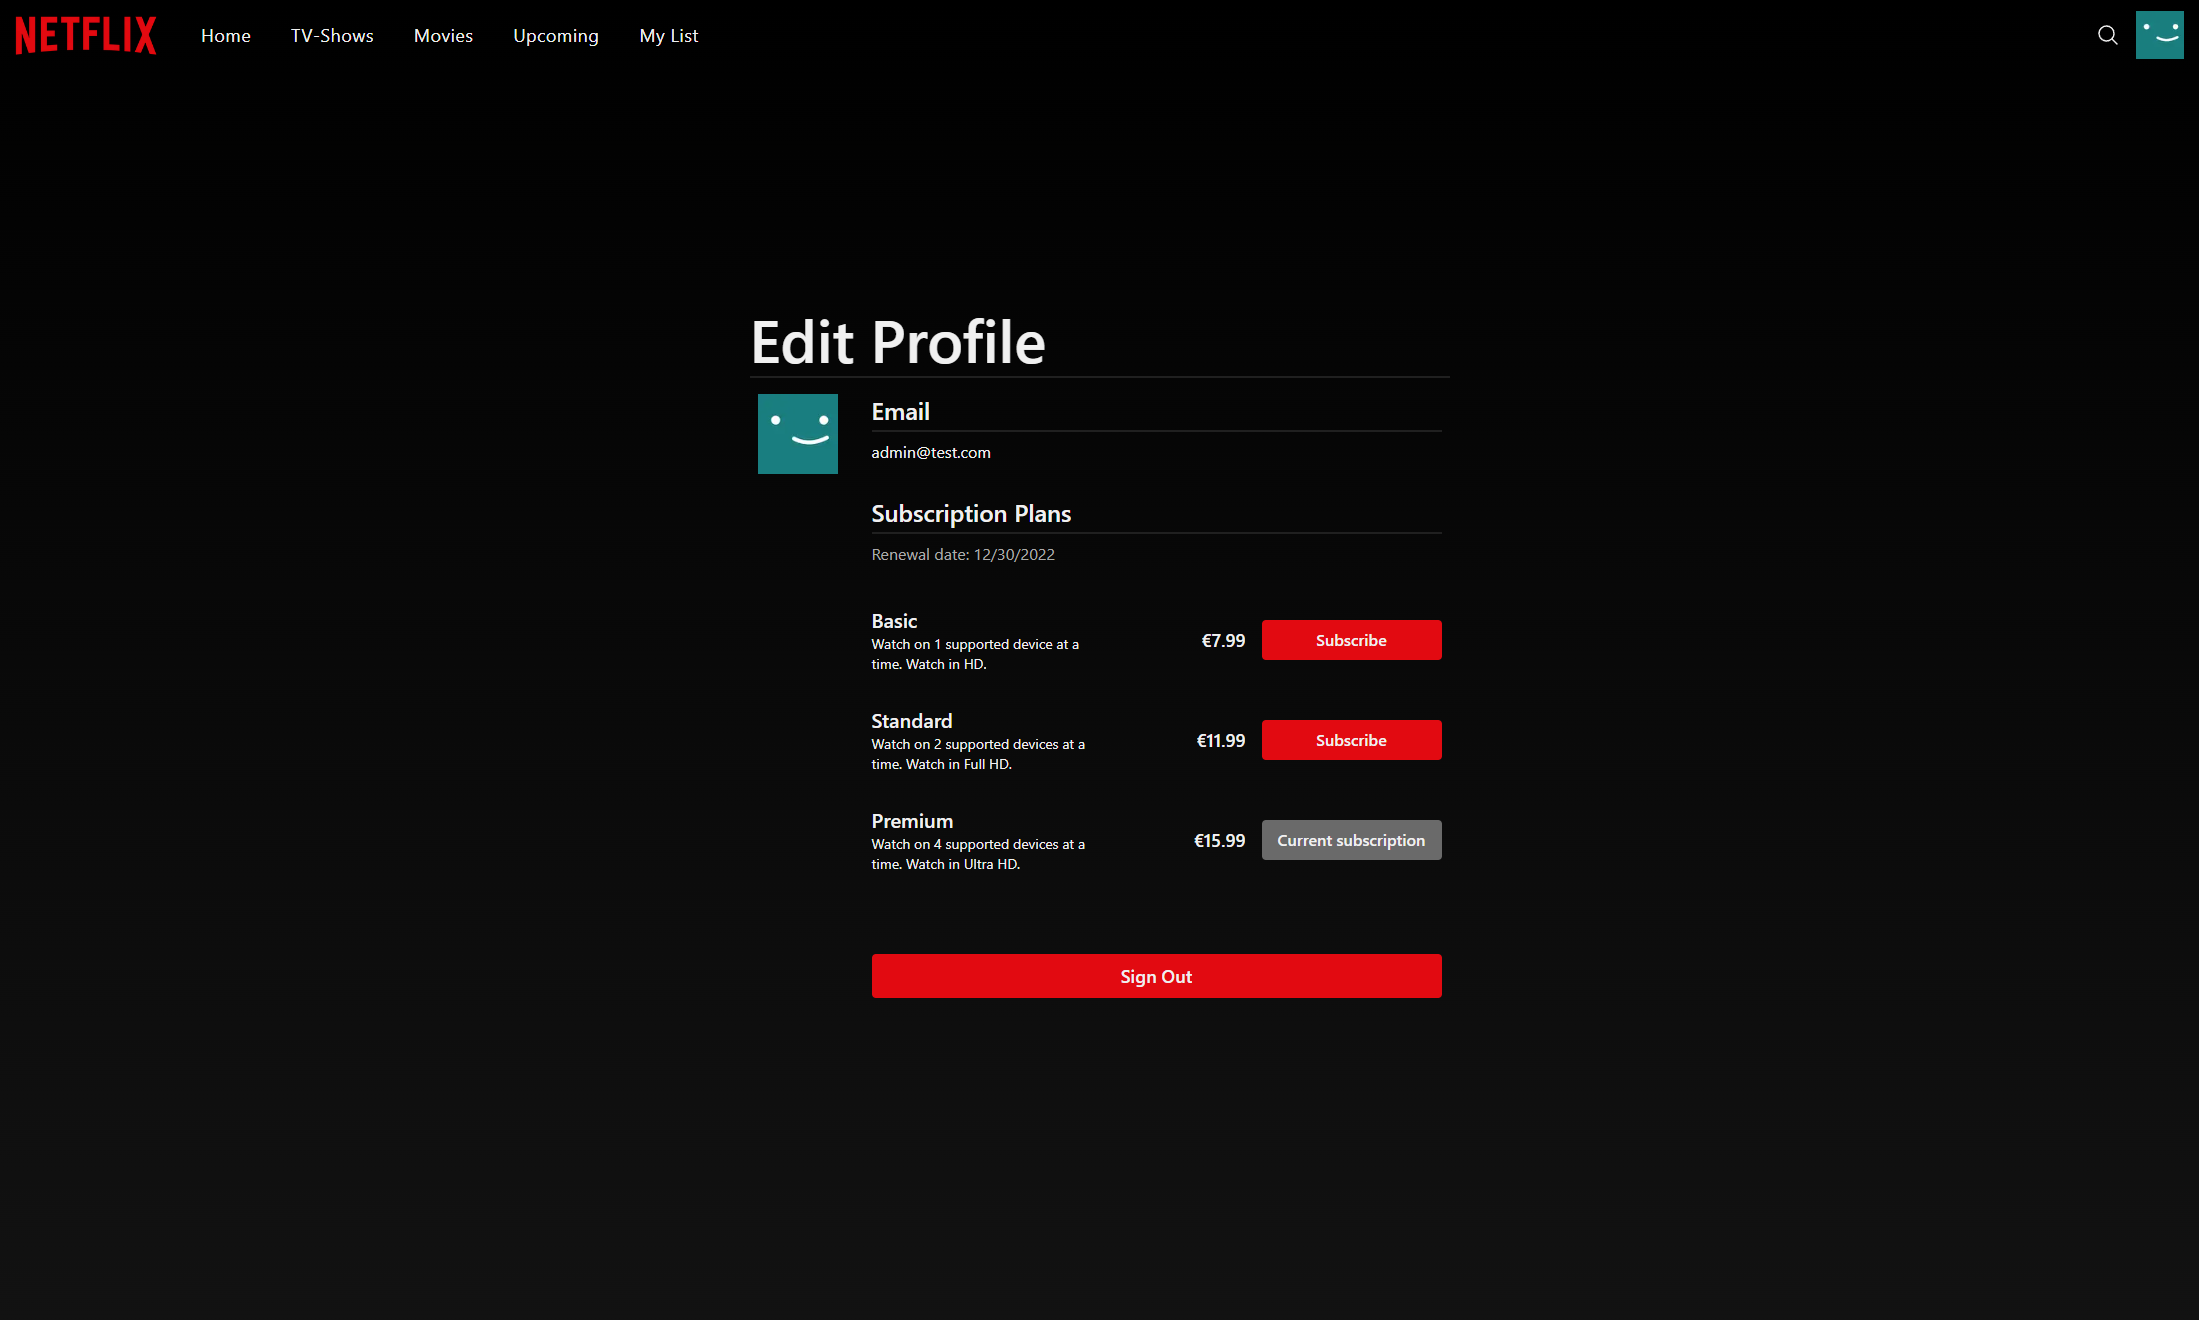 NETFLIX
Home
TV-Shows
Movies
Upcoming
My List
Edit Profile
Email
admin@test.com
Subscription Plans
Renewal date: 12/30/2022
Basic
Watch on 1 supported device at a
time. Watch in HD.
€7.99
Subscribe
Standard
Watch on 2 supported devices at a
time. Watch in Full HD.
€11.99
Subscribe
Premium
Watch on 4 supported devices at a
time. Watch in Ultra HD.
€15.99
Current subscription
Sign Out